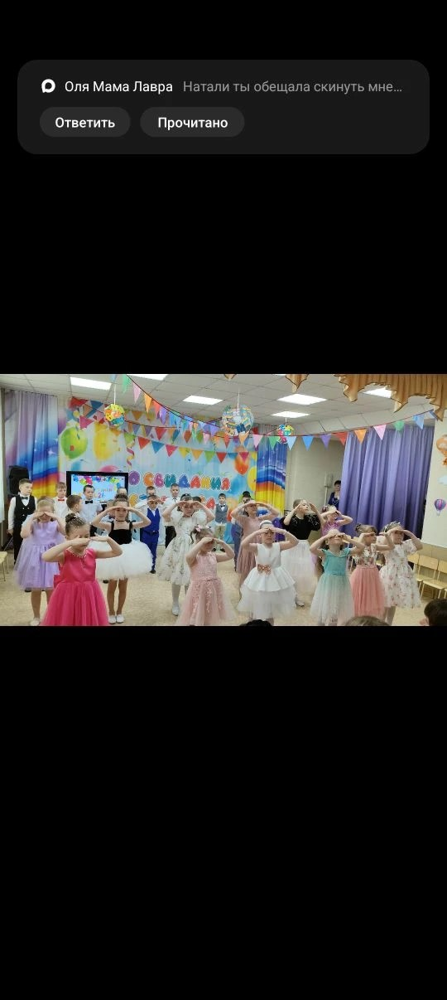 Оля Мама Лавра Натали ты обещала скинуть мне...
Ответить Прочитано
О СВИДАНИЯ